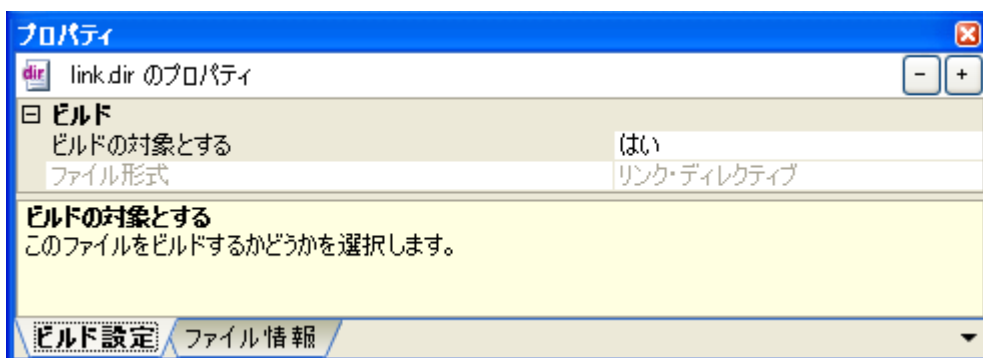 プロパティ
dir link.dir のプロパティ - +
ビルド
ビルドの対象とする はい
ファイル形式 リンク・ディレクティブ
ビルドの対象とする
このファイルをビルドするかどうかを選択します。
ビルド設定 ファイル情報